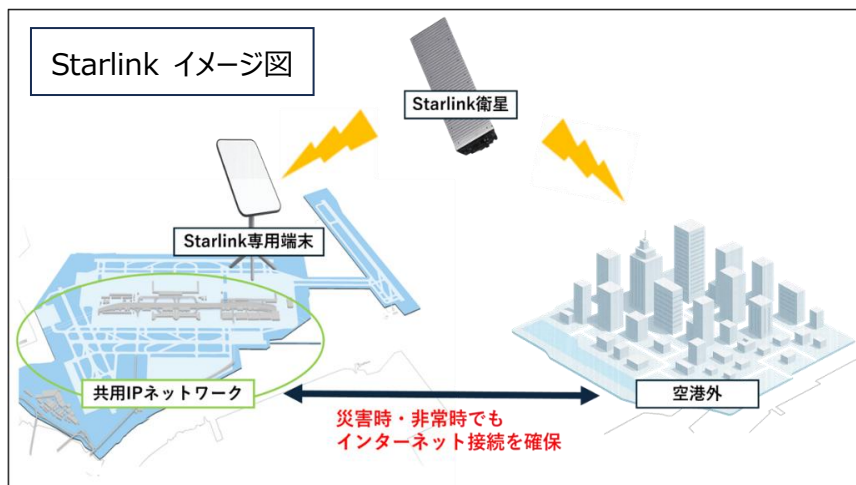 Starlink イメージ図
Starlink衛星
Starlink専用端末
共用IPネットワーク
空港外
災害時・非常時でも
インターネット接続を確保